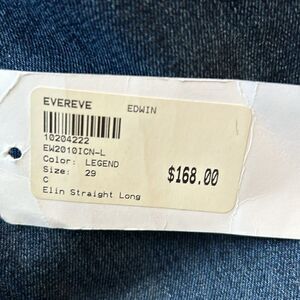 EVEREVE EDWIN
10204222
EW2010ICN-L
Color: LEGEND
Size: 29
C $168.00
Elin Straight Long